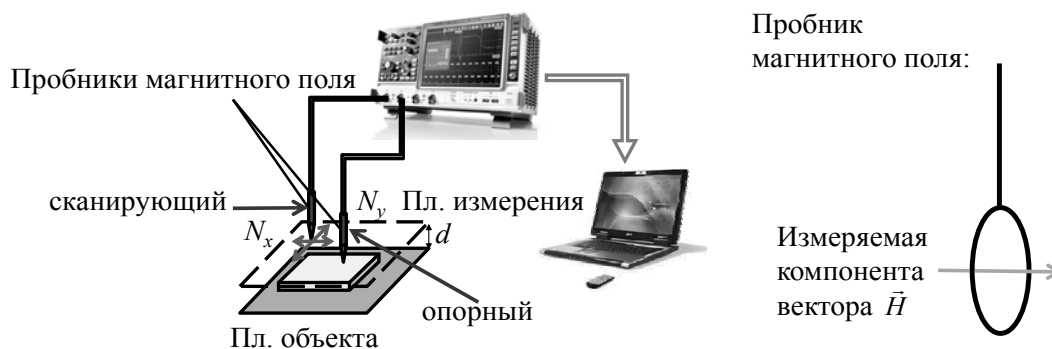 Пробники магнитного поля
сканирующий
N_x
N_y
Пл. измерения
d
опорный
Пл. объекта
Пробник
магнитного поля:
Измеряемая
компонента
вектора H⃗